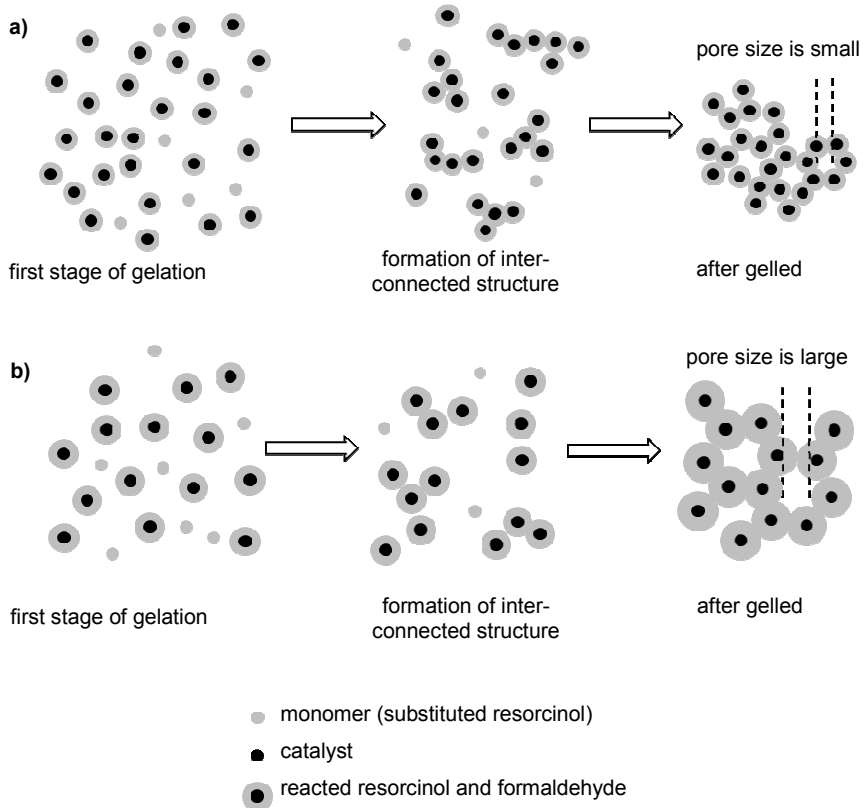 a)
pore size is small
first stage of gelation
formation of inter-
connected structure
after gelled
b)
pore size is large
first stage of gelation
formation of inter-
connected structure
after gelled
monomer (substituted resorcinol)
catalyst
reacted resorcinol and formaldehyde